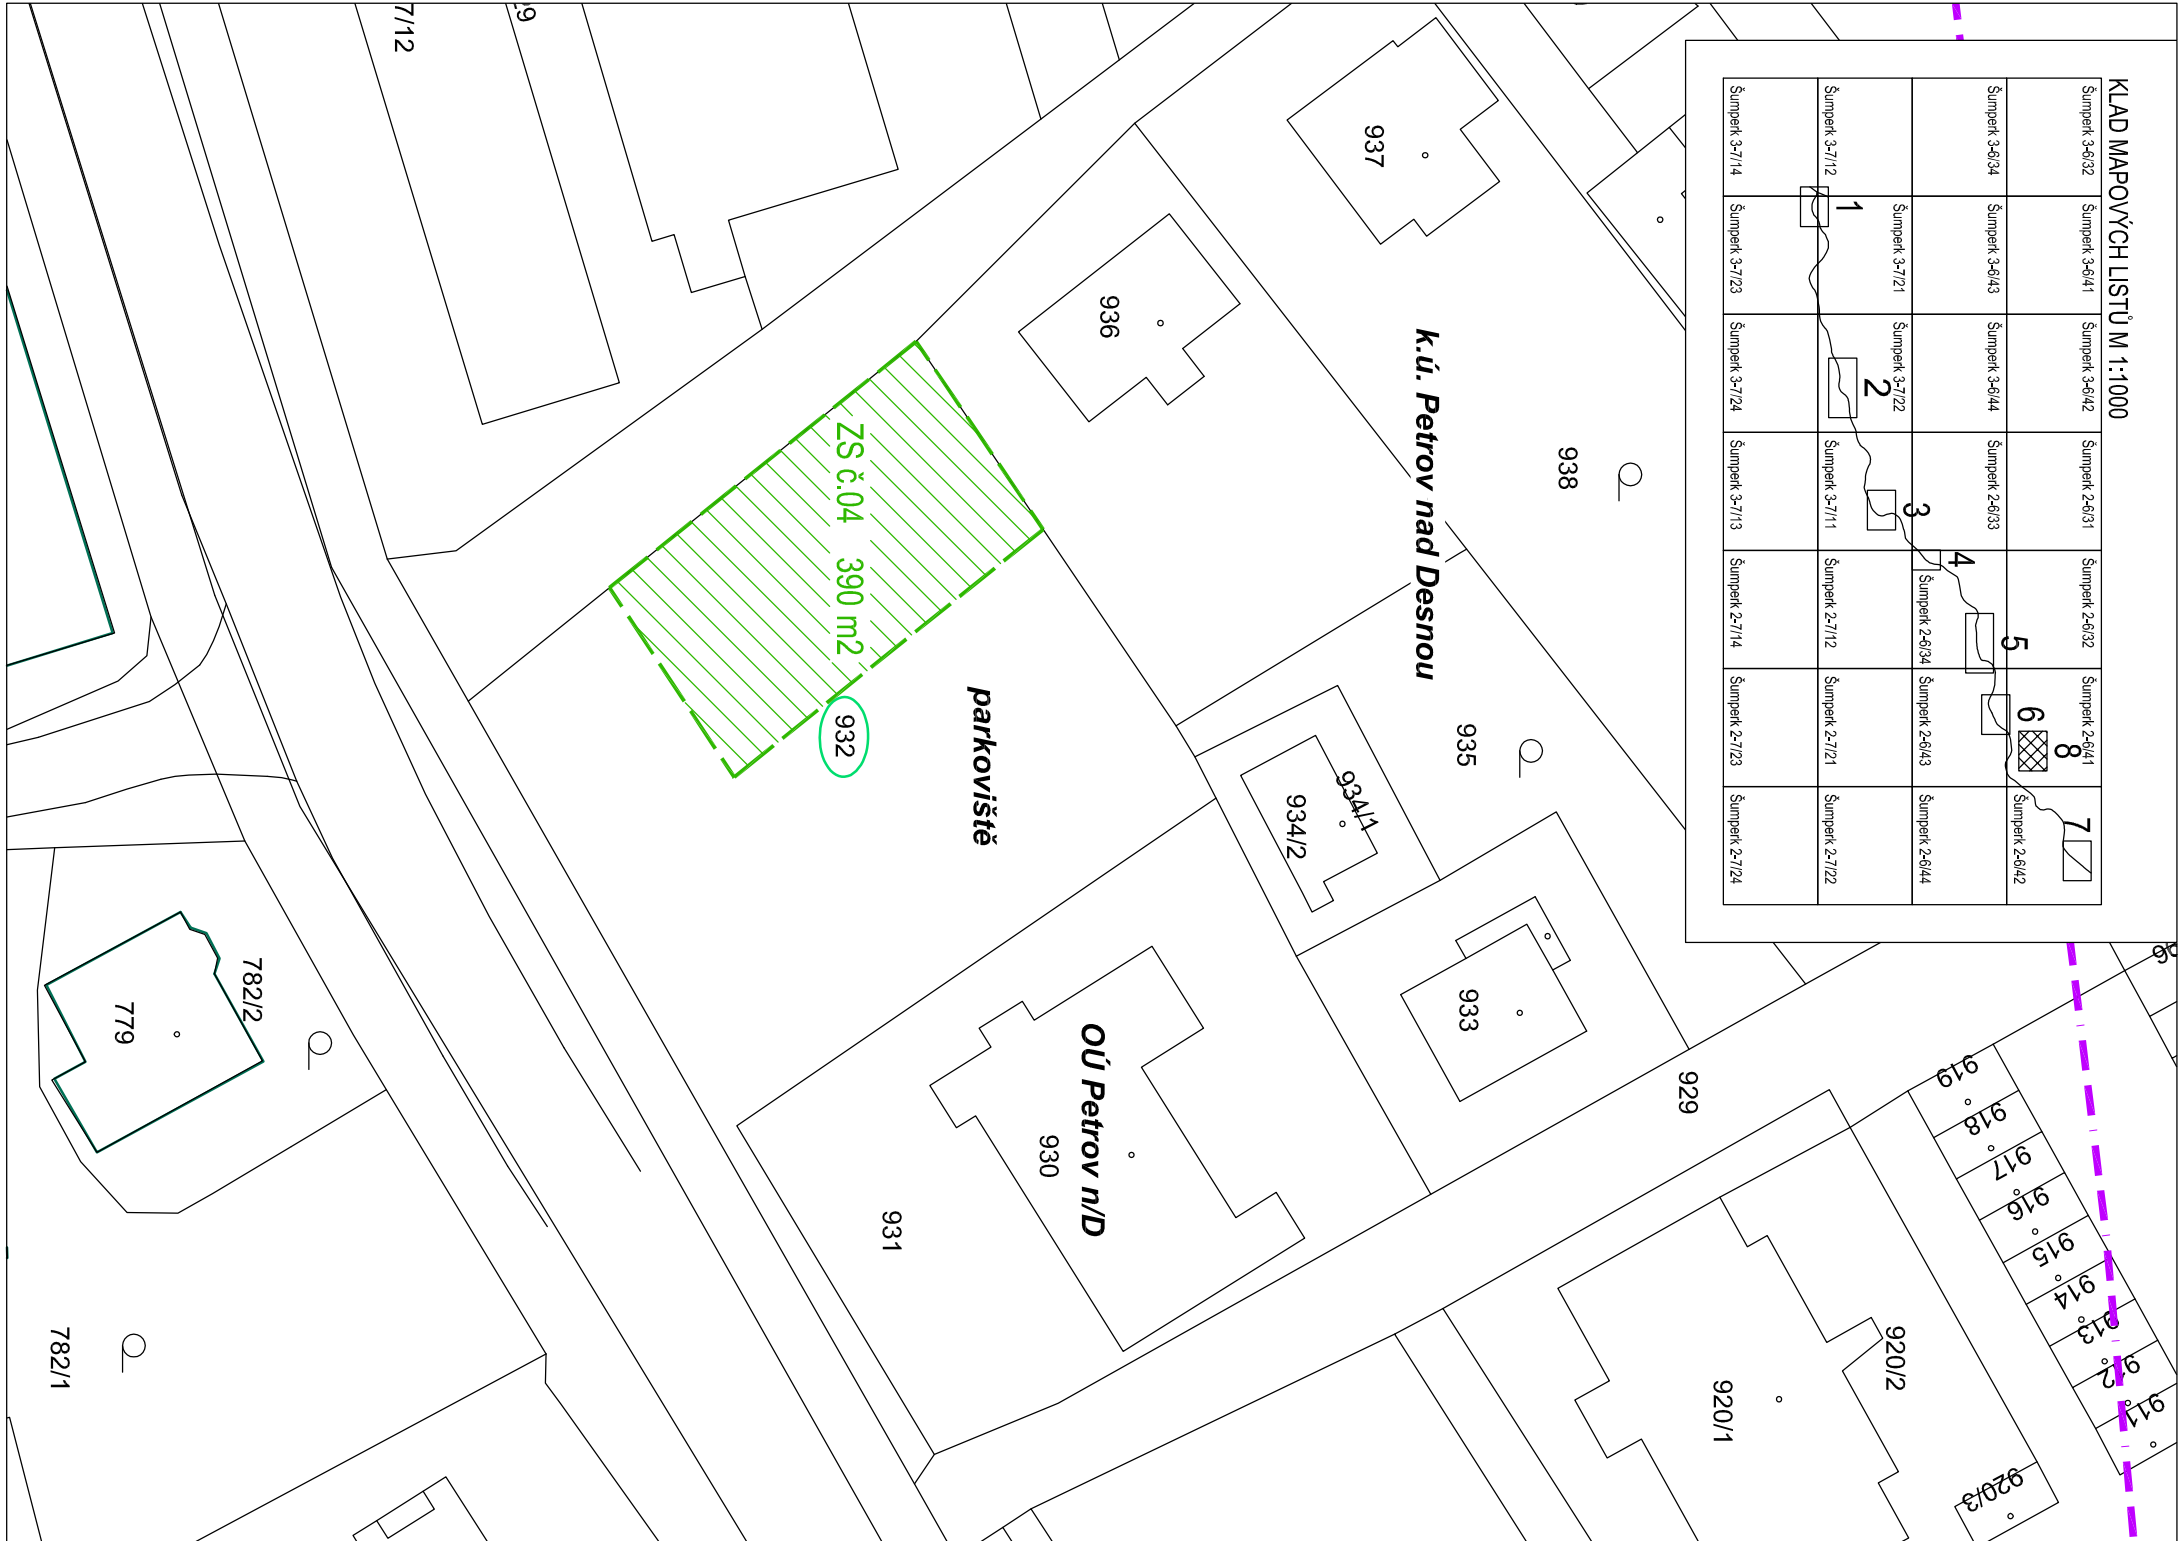 KLAD MAPOVÝCH LISTŮ M 1:1000
Šumperk 3-6/32
Šumperk 3-6/41
Šumperk 3-6/42
Šumperk 2-6/31
Šumperk 2-6/32
Šumperk 2-6/41
Šumperk 3-6/34
Šumperk 3-6/43
Šumperk 3-6/44
Šumperk 2-6/33
Šumperk 2-6/34
Šumperk 2-6/43
Šumperk 2-6/44
Šumperk 2-6/42
Šumperk 3-7/12
Šumperk 3-7/21
Šumperk 3-7/22
Šumperk 3-7/11
Šumperk 2-7/12
Šumperk 2-7/21
Šumperk 2-7/22
Šumperk 3-7/14
Šumperk 3-7/23
Šumperk 3-7/24
Šumperk 3-7/13
Šumperk 2-7/14
Šumperk 2-7/23
Šumperk 2-7/24
1
2
3
4
5
6
8
7
k.ú. Petrov nad Desnou
parkoviště
OÚ Petrov n/D
ZS č.04 390 m2
932
937
936
938
935
934/1
934/2
933
929
930
931
919
918
917
916
915
914
913
912
911
920/2
920/1
920/3
782/2
779
782/1
7/12